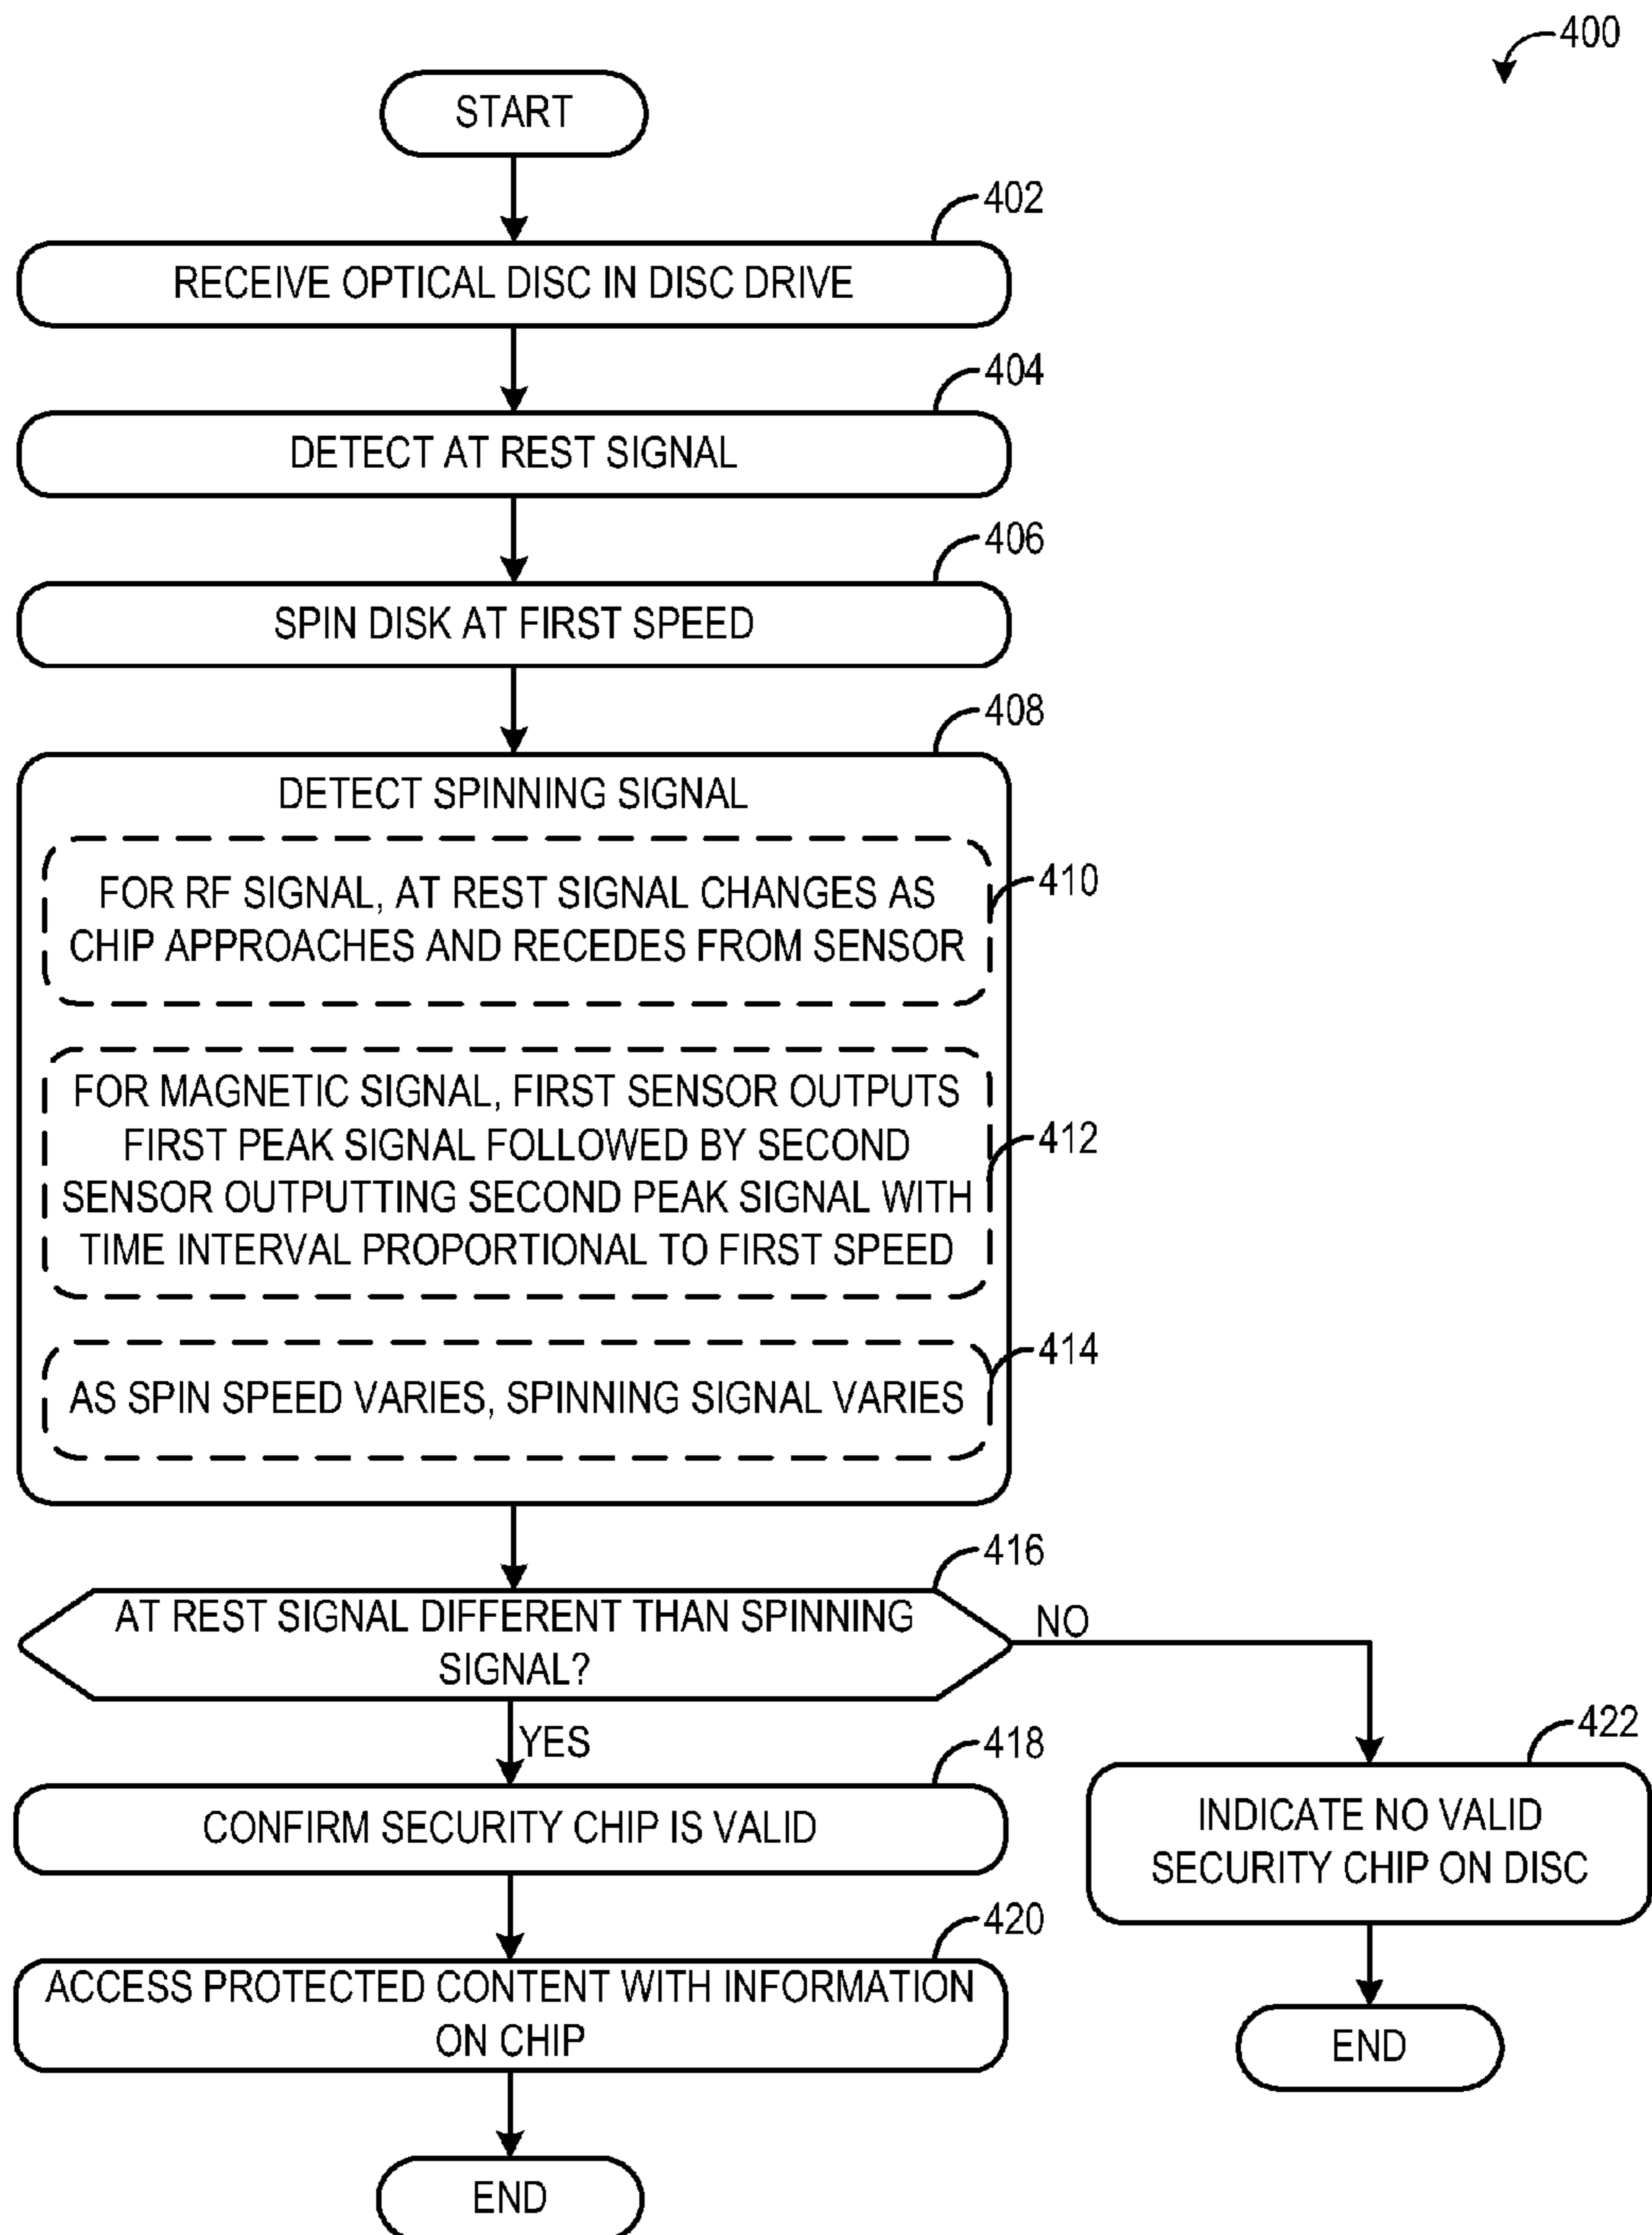 400
START
402
RECEIVE OPTICAL DISC IN DISC DRIVE
404
DETECT AT REST SIGNAL
406
SPIN DISK AT FIRST SPEED
408
DETECT SPINNING SIGNAL
FOR RF SIGNAL, AT REST SIGNAL CHANGES AS
CHIP APPROACHES AND RECEDES FROM SENSOR
410
FOR MAGNETIC SIGNAL, FIRST SENSOR OUTPUTS
FIRST PEAK SIGNAL FOLLOWED BY SECOND
SENSOR OUTPUTTING SECOND PEAK SIGNAL WITH
TIME INTERVAL PROPORTIONAL TO FIRST SPEED
412
AS SPIN SPEED VARIES, SPINNING SIGNAL VARIES
414
416
AT REST SIGNAL DIFFERENT THAN SPINNING
SIGNAL?
NO
YES
418
CONFIRM SECURITY CHIP IS VALID
420
ACCESS PROTECTED CONTENT WITH INFORMATION
ON CHIP
END
422
INDICATE NO VALID
SECURITY CHIP ON DISC
END